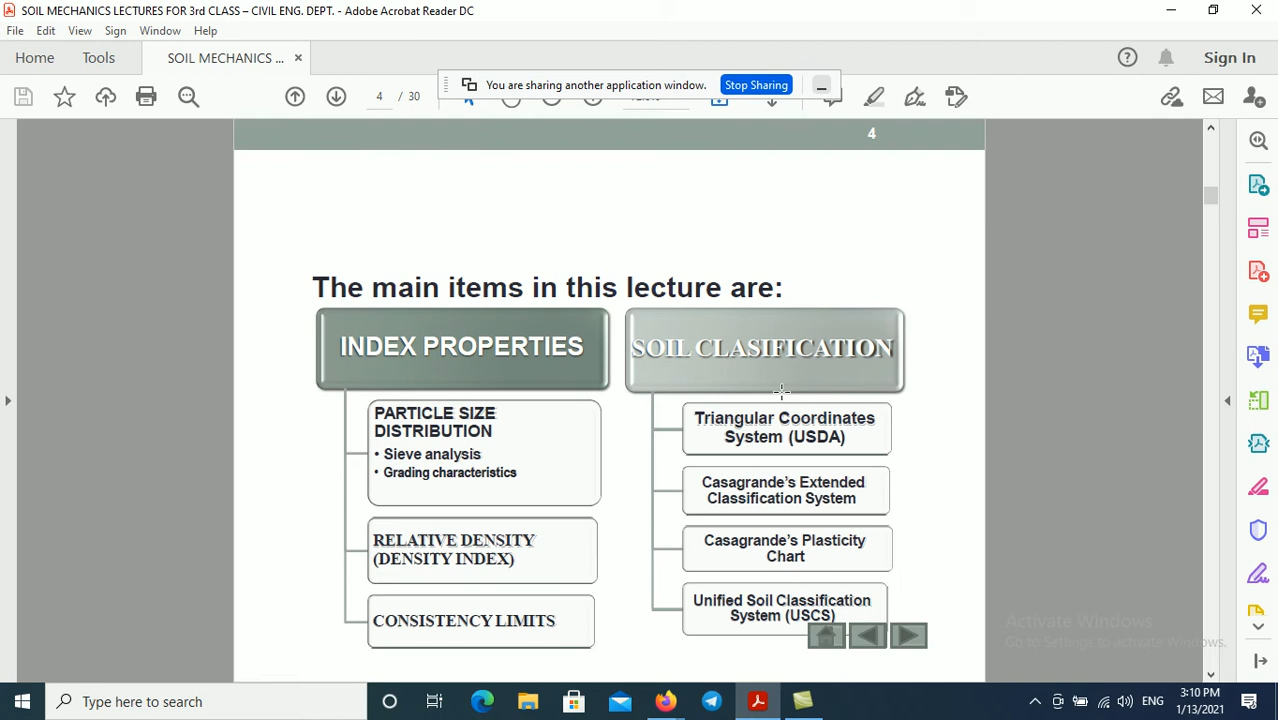 SOIL MECHANICS LECTURES FOR 3rd CLASS – CIVIL ENG. DEPT. - Adobe Acrobat Reader DC
File Edit View Sign Window Help
Home Tools SOIL MECHANICS ... Sign In
You are sharing another application window. Stop Sharing
4 / 30
4
The main items in this lecture are:
INDEX PROPERTIES
PARTICLE SIZE
DISTRIBUTION
• Sieve analysis
• Grading characteristics
RELATIVE DENSITY
(DENSITY INDEX)
CONSISTENCY LIMITS
SOIL CLASIFICATION
Triangular Coordinates
System (USDA)
Casagrande’s Extended
Classification System
Casagrande’s Plasticity
Chart
Unified Soil Classification
System (USCS)
Activate Windows
Go to Settings to activate Windows.
Type here to search
ENG
3:10 PM
1/13/2021